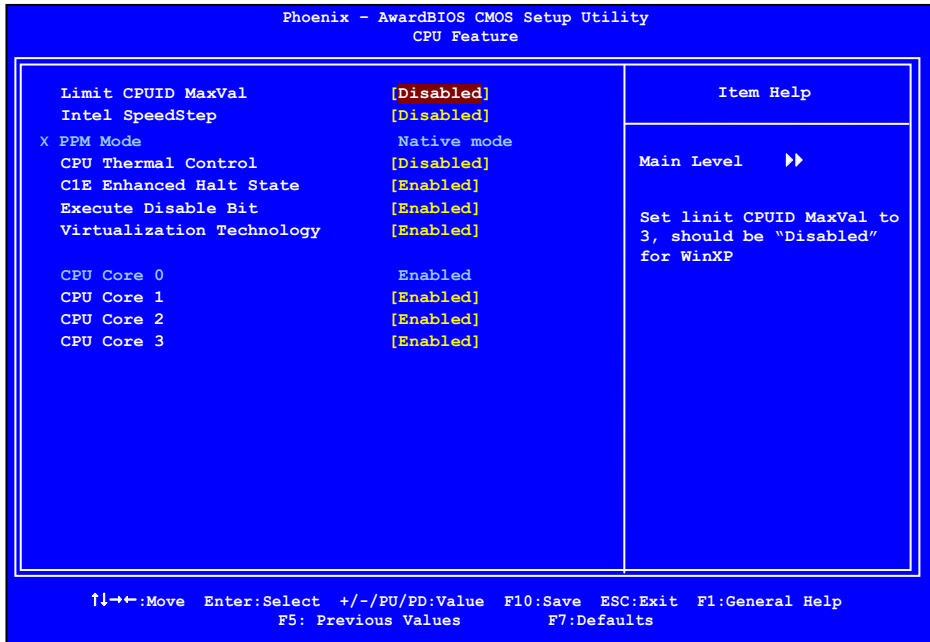 Phoenix – AwardBIOS CMOS Setup Utility
CPU Feature
Limit CPUID MaxVal [Disabled]
Intel SpeedStep [Disabled]
X PPM Mode Native mode
CPU Thermal Control [Disabled]
C1E Enhanced Halt State [Enabled]
Execute Disable Bit [Enabled]
Virtualization Technology [Enabled]
CPU Core 0 Enabled
CPU Core 1 [Enabled]
CPU Core 2 [Enabled]
CPU Core 3 [Enabled]
Item Help
Main Level
Set linit CPUID MaxVal to
3, should be “Disabled”
for WinXP
↑↓→←:Move Enter:Select +/-/PU/PD:Value F10:Save ESC:Exit F1:General Help
F5: Previous Values F7:Defaults